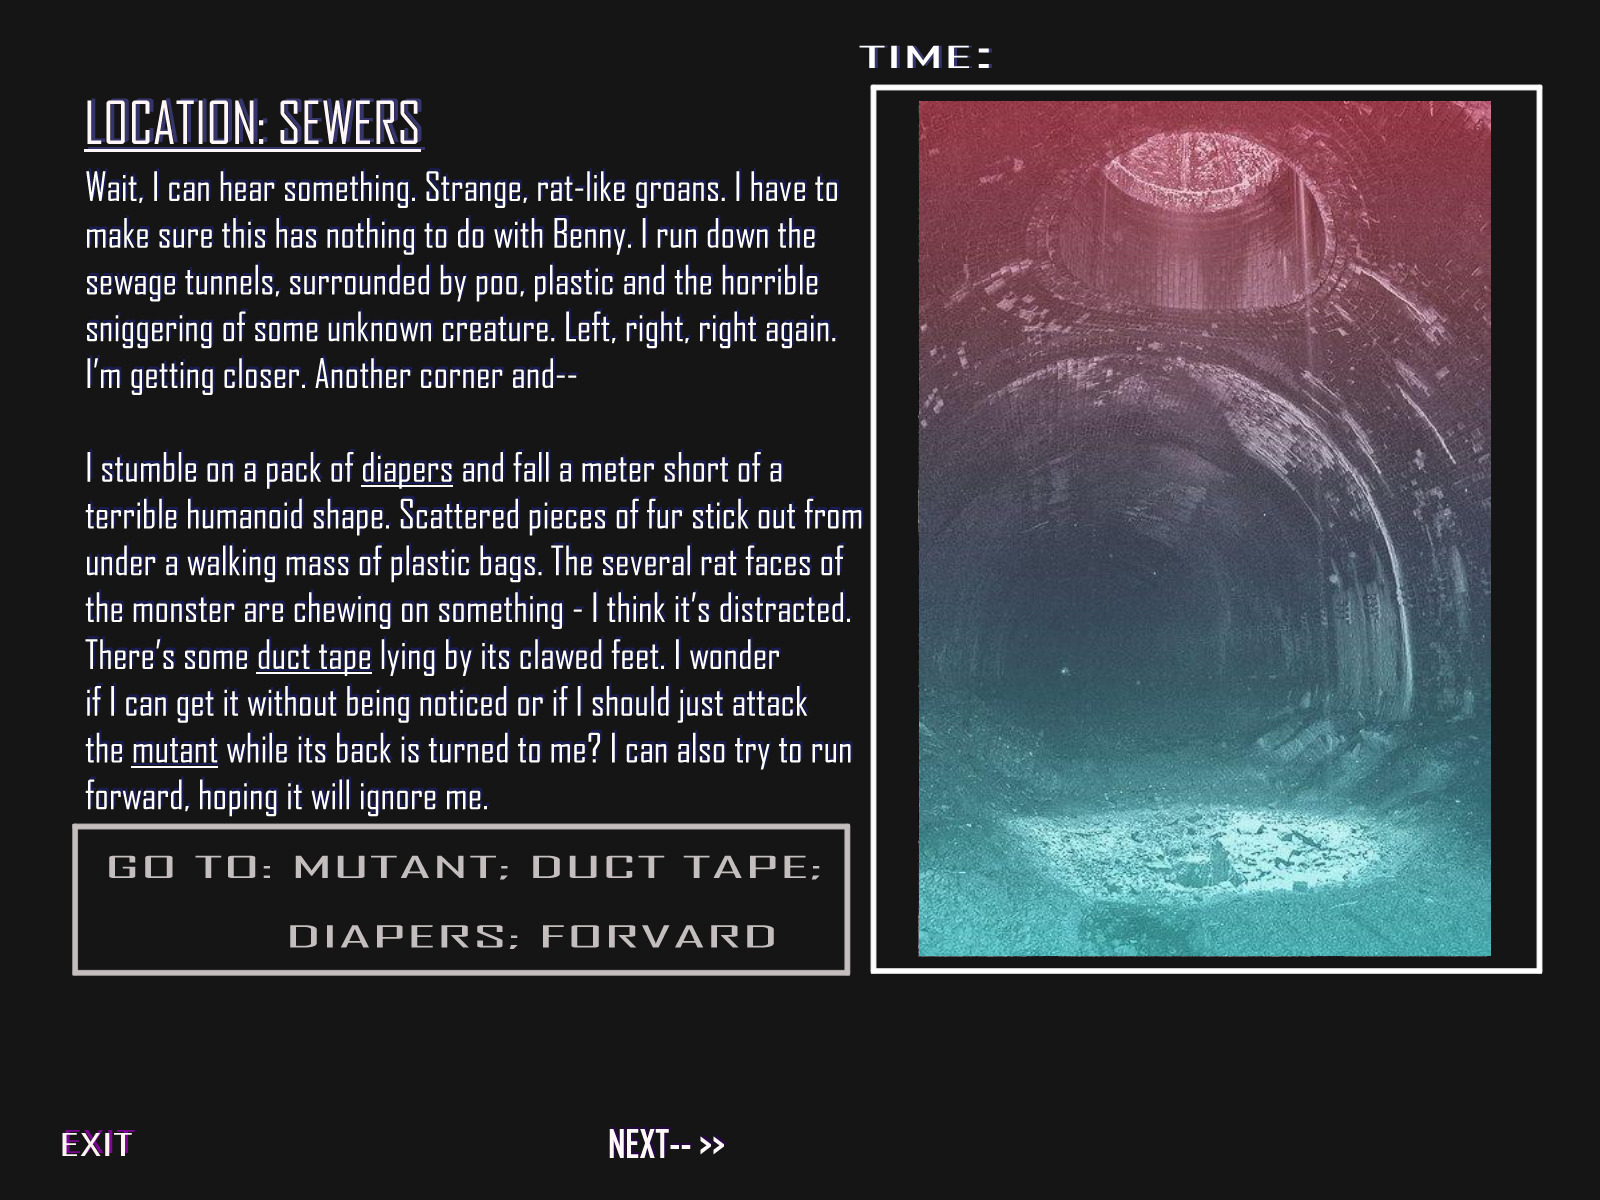 TIME:
LOCATION: SEWERS
Wait, I can hear something. Strange, rat-like groans. I have to
make sure this has nothing to do with Benny. I run down the
sewage tunnels, surrounded by poo, plastic and the horrible
sniggering of some unknown creature. Left, right, right again.
I'm getting closer. Another corner and--
I stumble on a pack of diapers and fall a meter short of a
terrible humanoid shape. Scattered pieces of fur stick out from
under a walking mass of plastic bags. The several rat faces of
the monster are chewing on something - I think it's distracted.
There's some duct tape lying by its clawed feet. I wonder
if I can get it without being noticed or if I should just attack
the mutant while its back is turned to me? I can also try to run
forward, hoping it will ignore me.
GO TO: MUTANT; DUCT TAPE;
DIAPERS; FORVARD
EXIT
NEXT-- >>